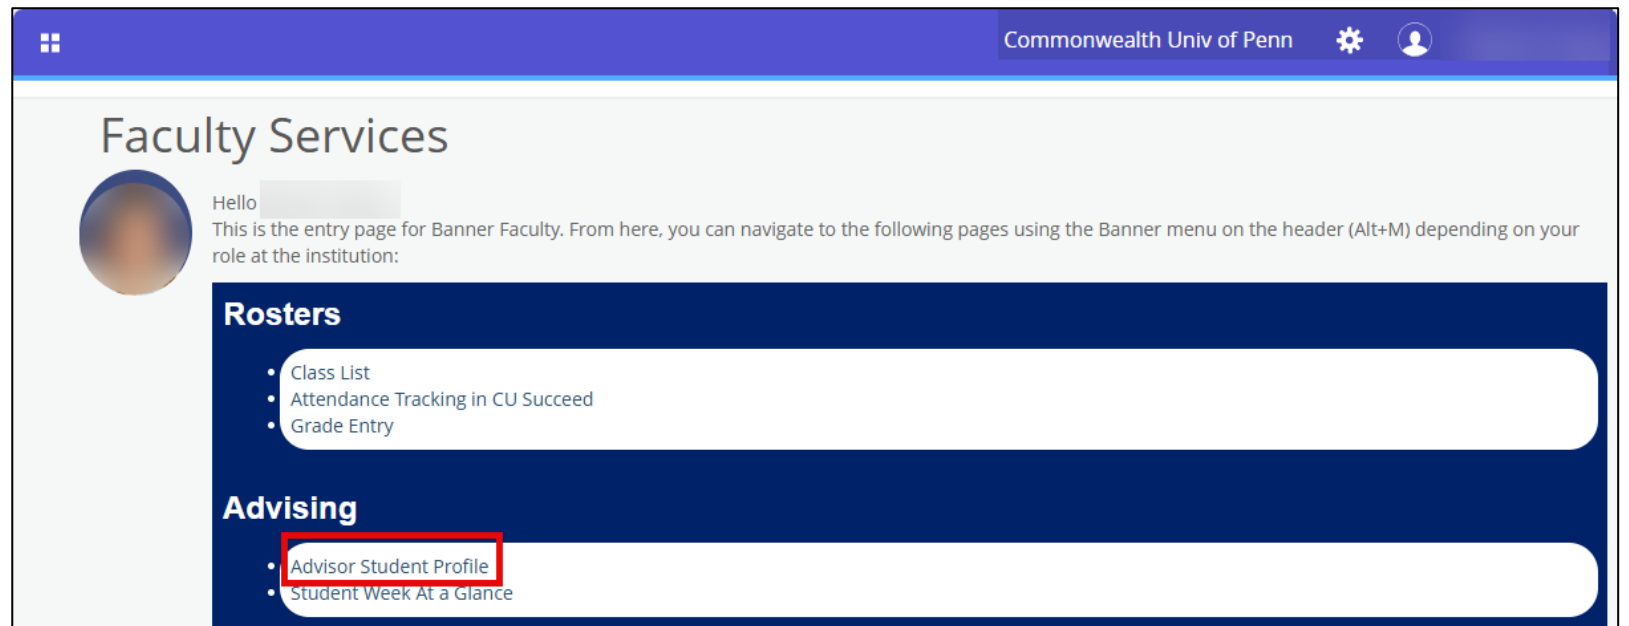 Commonwealth Univ of Penn
Faculty Services
Hello
This is the entry page for Banner Faculty. From here, you can navigate to the following pages using the Banner menu on the header (Alt+M) depending on your
role at the institution:
Rosters
• Class List
• Attendance Tracking in CU Succeed
• Grade Entry
Advising
• Advisor Student Profile
• Student Week At a Glance